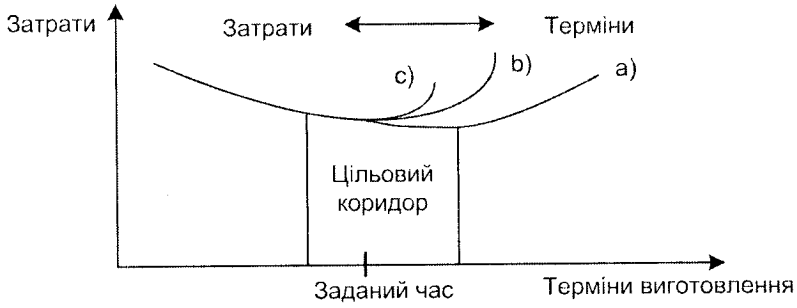 Затрати
Затрати
Терміни
c)
b)
a)
Цільовий
коридор
Заданий час
Терміни виготовлення